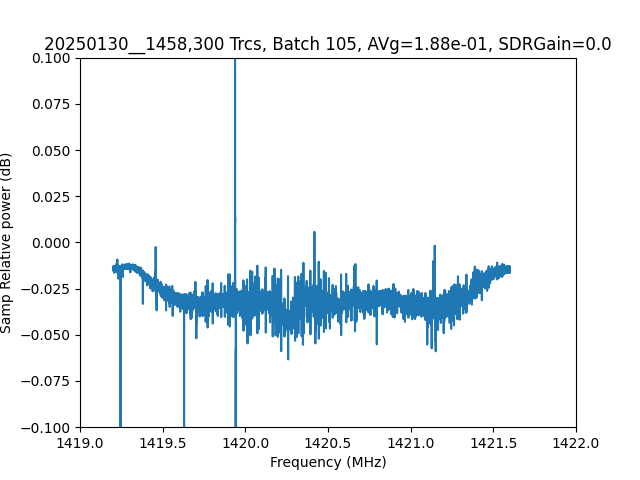 20250130__1458,300 Trcs, Batch 105, AVg=1.88e-01, SDRGain=0.0
0.100
0.075
0.050
0.025
0.000
−0.025
−0.050
−0.075
−0.100
Samp Relative power (dB)
1419.0 1419.5 1420.0 1420.5 1421.0 1421.5 1422.0
Frequency (MHz)